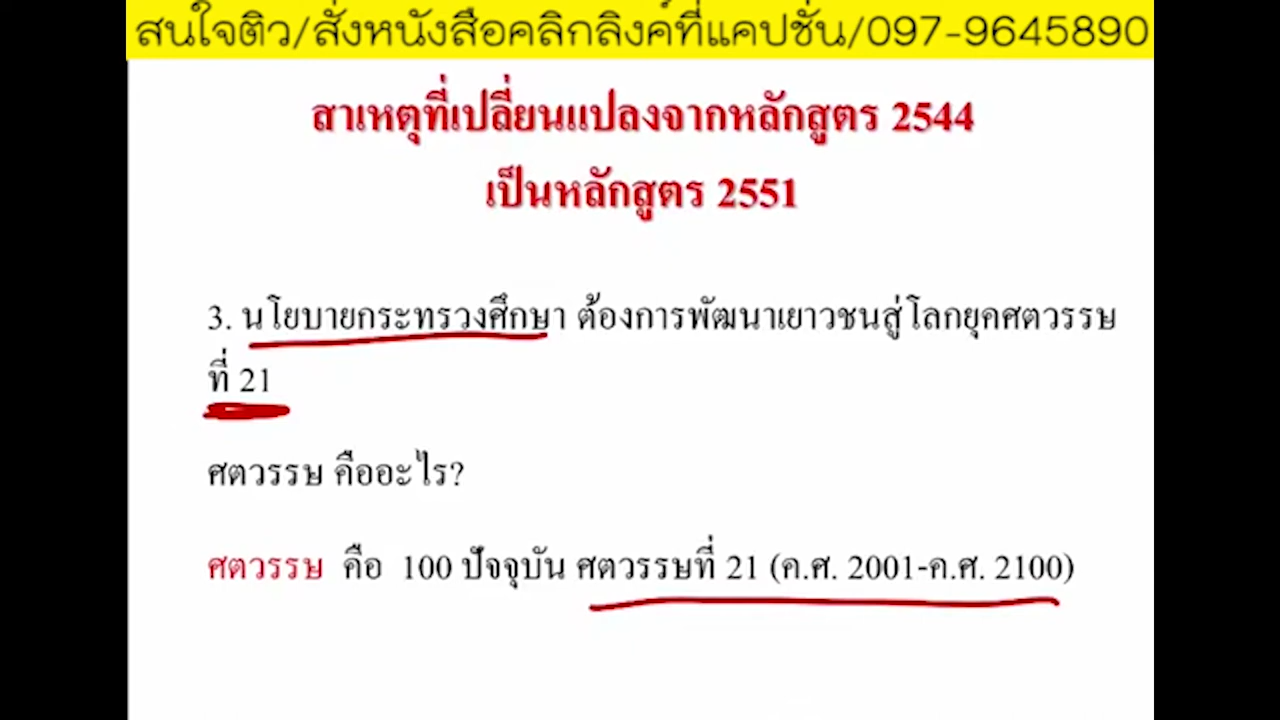 สนใจติว/สั่งหนังสือคลิกลิงค์ที่แคปชั่น/097-9645890
สาเหตุที่เปลี่ยนแปลงจากหลักสูตร 2544
เป็นหลักสูตร 2551
3. นโยบายกระทรวงศึกษา ต้องการพัฒนาเยาวชนสู่โลกยุคศตวรรษ
ที่ 21
ศตวรรษ คืออะไร?
ศตวรรษ คือ 100 ปัจจุบัน ศตวรรษที่ 21 (ค.ศ. 2001-ค.ศ. 2100)